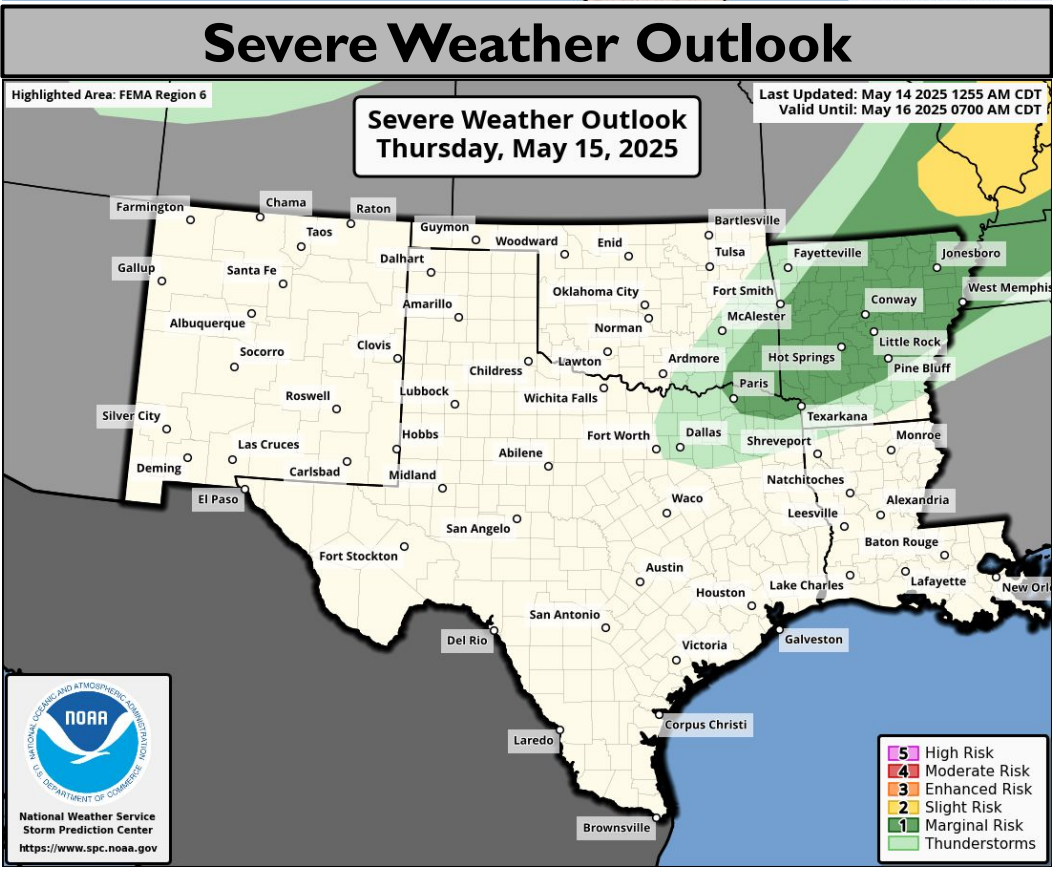 Severe Weather Outlook
Highlighted Area: FEMA Region 6
Last Updated: May 14 2025 1255 AM CDT
Valid Until: May 16 2025 0700 AM CDT
Severe Weather Outlook
Thursday, May 15, 2025
Farmington
Chama
Raton
Taos
Guymon
Woodward
Enid
Bartlesville
Tulsa
Fayetteville
Jonesboro
Gallup
Santa Fe
Dalhart
Oklahoma City
Fort Smith
Conway
West Memphis
Albuquerque
Amarillo
Norman
McAlester
Little Rock
Socorro
Clovis
Childress
Lawton
Ardmore
Hot Springs
Pine Bluff
Roswell
Lubbock
Wichita Falls
Paris
Texarkana
Silver City
Las Cruces
Hobbs
Abilene
Fort Worth
Dallas
Shreveport
Monroe
Deming
Carlsbad
Midland
Natchitoches
El Paso
San Angelo
Waco
Leesville
Alexandria
Fort Stockton
Austin
Baton Rouge
Houston
Lake Charles
Lafayette
New Orl
Del Rio
San Antonio
Victoria
Galveston
Laredo
Corpus Christi
Brownsville
NATIONAL OCEANIC AND ATMOSPHERIC ADMINISTRATION
NOAA
U.S. DEPARTMENT OF COMMERCE
National Weather Service
Storm Prediction Center
https://www.spc.noaa.gov
5 High Risk
4 Moderate Risk
3 Enhanced Risk
2 Slight Risk
1 Marginal Risk
Thunderstorms